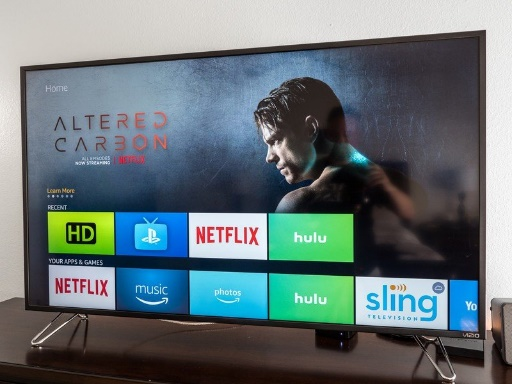 Home
ALTERED
CARBON
ALL EPISODES
NOW STREAMING
NETFLIX
Learn More
RECENT
HD
NETFLIX
hulu
YOUR APPS & GAMES
NETFLIX
music
photos
hulu
sling
TELEVISION
Yo
VIZIO